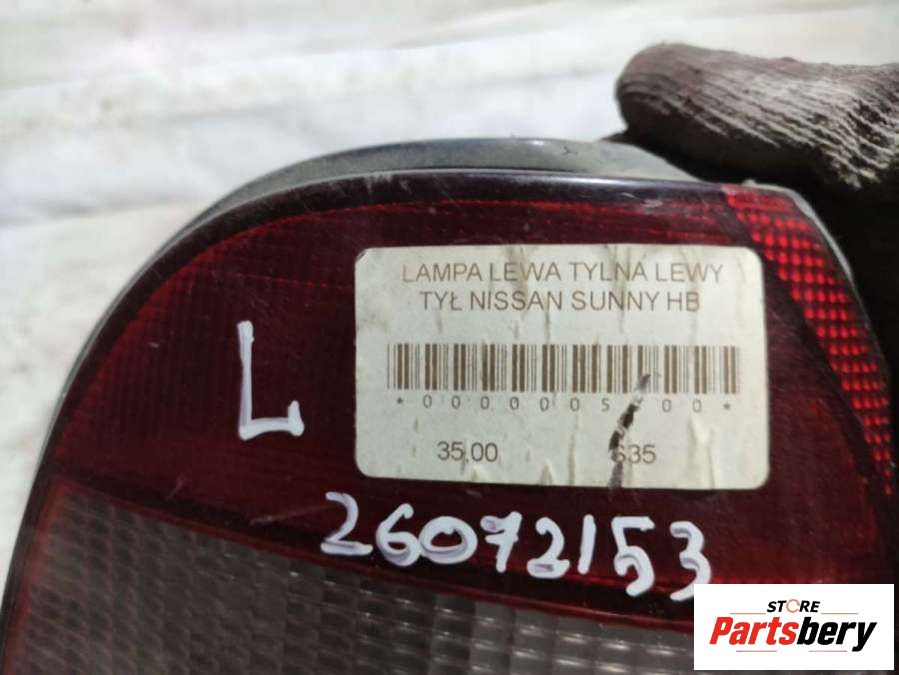 LAMPA LEWA TYLNA LEWY
TYŁ NISSAN SUNNY HB
35,00
L
26072153
STORE
Partsbery